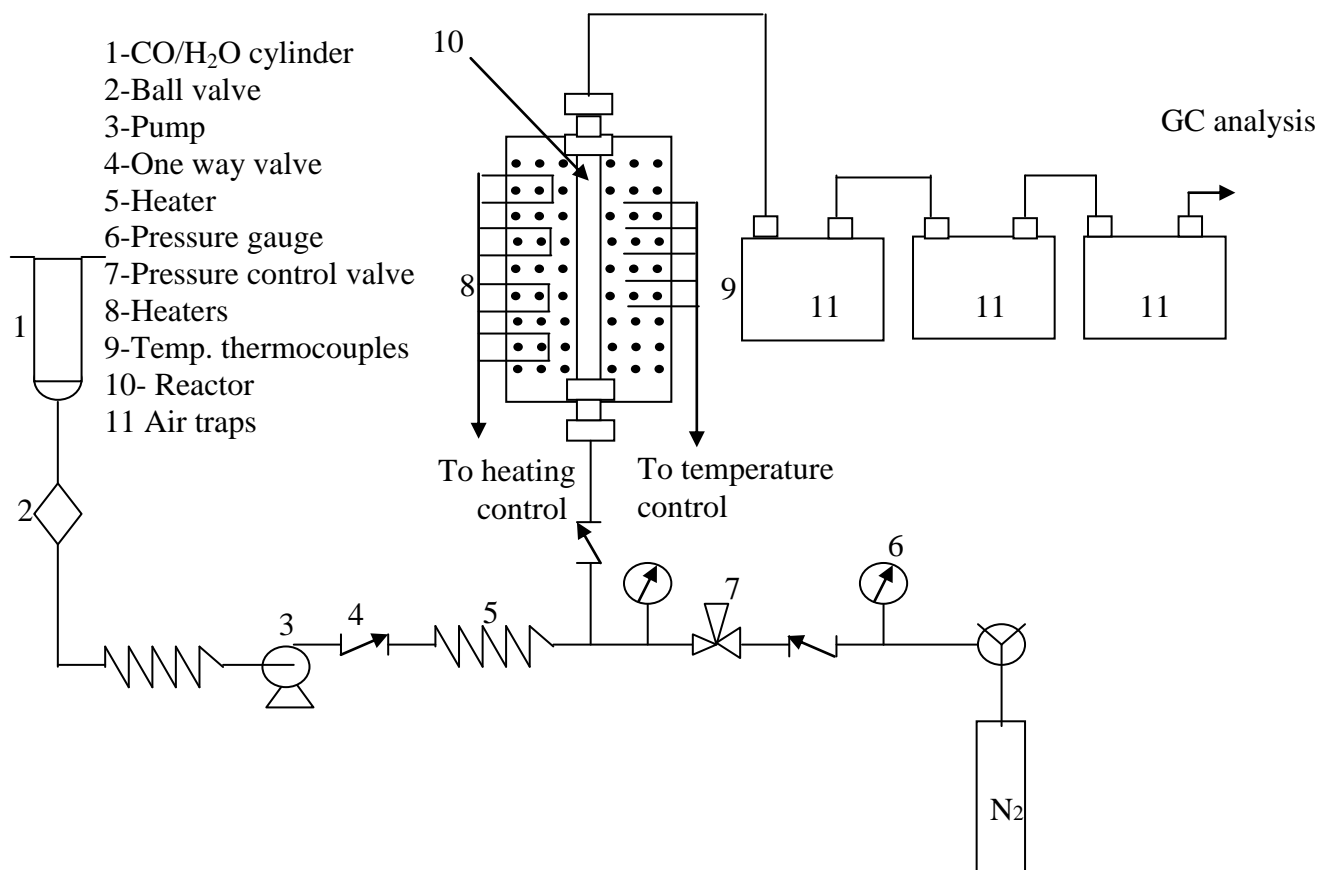 1-CO/H₂O cylinder
2-Ball valve
3-Pump
4-One way valve
5-Heater
6-Pressure gauge
7-Pressure control valve
8-Heaters
9-Temp. thermocouples
10- Reactor
11 Air traps
10
GC analysis
1
8
9
11
11
11
To heating
control
To temperature
control
2
3
4
5
7
6
N₂